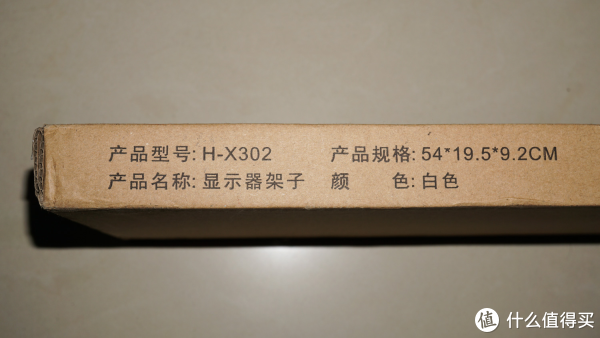 产品型号: H-X302 产品规格: 54*19.5*9.2CM
产品名称: 显示器架子 颜 色: 白色
值 什么值得买